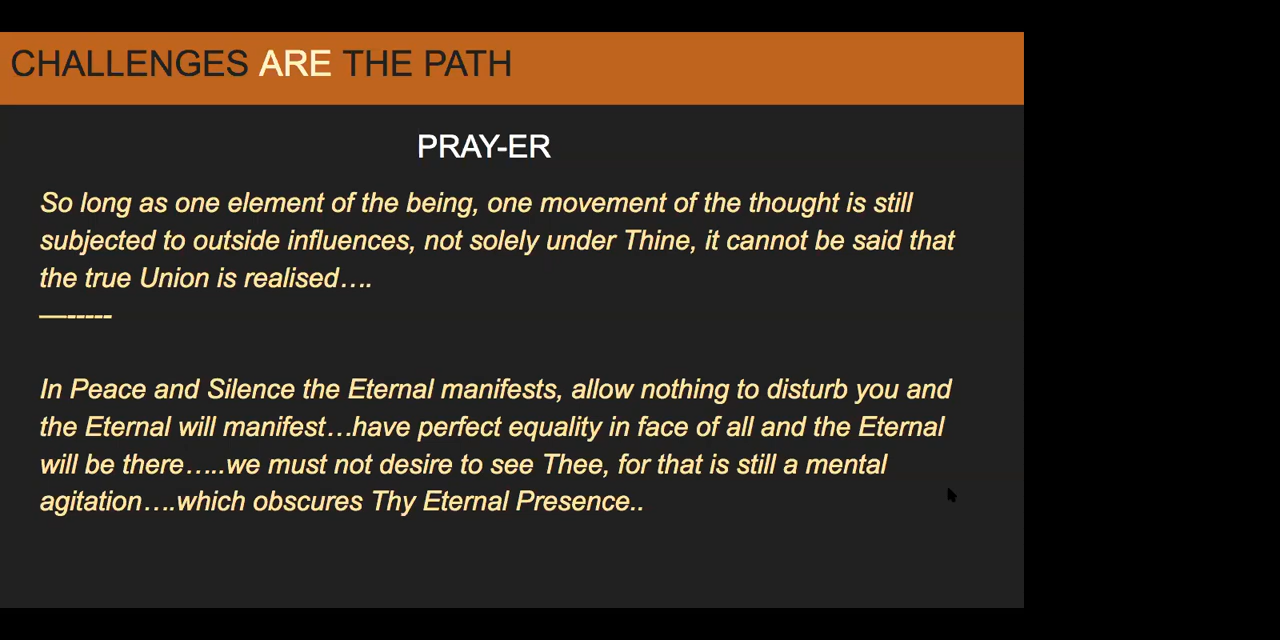 CHALLENGES ARE THE PATH
PRAY-ER
So long as one element of the being, one movement of the thought is still
subjected to outside influences, not solely under Thine, it cannot be said that
the true Union is realised….
—-----
In Peace and Silence the Eternal manifests, allow nothing to disturb you and
the Eternal will manifest…have perfect equality in face of all and the Eternal
will be there…..we must not desire to see Thee, for that is still a mental
agitation….which obscures Thy Eternal Presence..